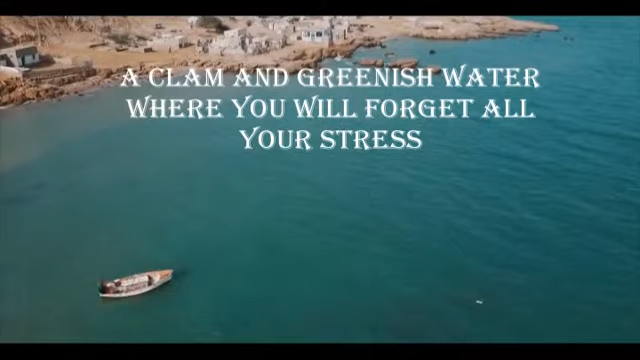 A CLAM AND GREENISH WATER
WHERE YOU WILL FORGET ALL
YOUR STRESS